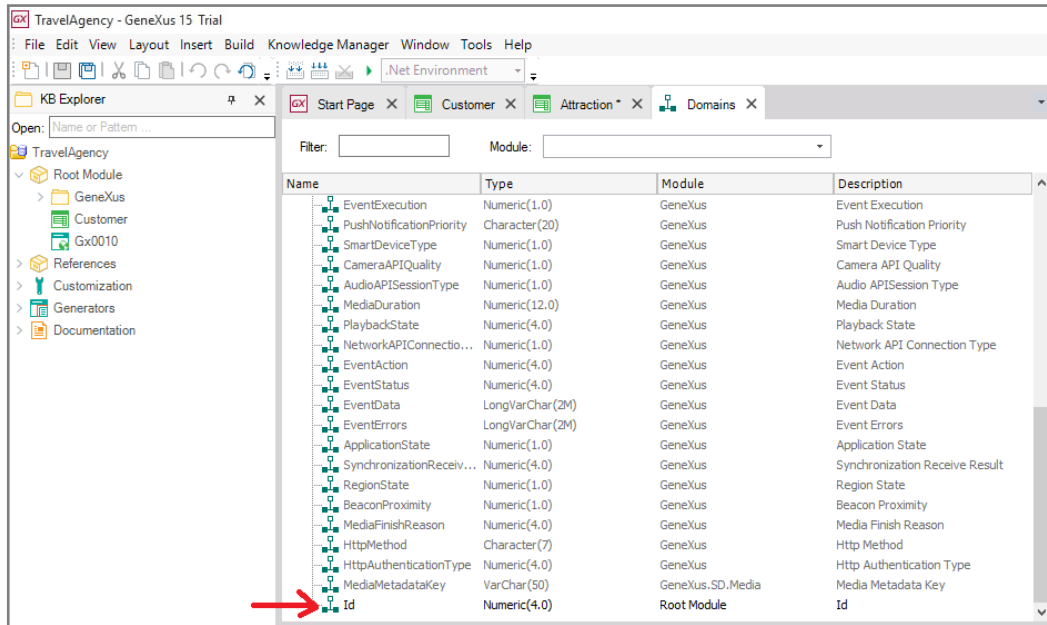 GX TravelAgency - GeneXus 15 Trial
File Edit View Layout Insert Build Knowledge Manager Window Tools Help
.Net Environment
KB Explorer
GX Start Page Customer Attraction * Domains
Open: Name or Pattern ...
TravelAgency
Root Module
GeneXus
Customer
Gx0010
References
Customization
Generators
Documentation
Filter: Module:
Name Type Module Description
EventExecution Numeric(1.0) GeneXus Event Execution
PushNotificationPriority Character(20) GeneXus Push Notification Priority
SmartDeviceType Numeric(1.0) GeneXus Smart Device Type
CameraAPIQuality Numeric(1.0) GeneXus Camera API Quality
AudioAPISessionType Numeric(1.0) GeneXus Audio APISession Type
MediaDuration Numeric(12.0) GeneXus Media Duration
PlaybackState Numeric(4.0) GeneXus Playback State
NetworkAPIConnectio... Numeric(1.0) GeneXus Network API Connection Type
EventAction Numeric(4.0) GeneXus Event Action
EventStatus Numeric(4.0) GeneXus Event Status
EventData LongVarChar(2M) GeneXus Event Data
EventErrors LongVarChar(2M) GeneXus Event Errors
ApplicationState Numeric(1.0) GeneXus Application State
SynchronizationReceiv... Numeric(4.0) GeneXus Synchronization Receive Result
RegionState Numeric(1.0) GeneXus Region State
BeaconProximity Numeric(1.0) GeneXus Beacon Proximity
MediaFinishReason Numeric(4.0) GeneXus Media Finish Reason
HttpMethod Character(7) GeneXus Http Method
HttpAuthenticationType Numeric(4.0) GeneXus Http Authentication Type
MediaMetadataKey VarChar(50) GeneXus.SD.Media Media Metadata Key
Id Numeric(4.0) Root Module Id